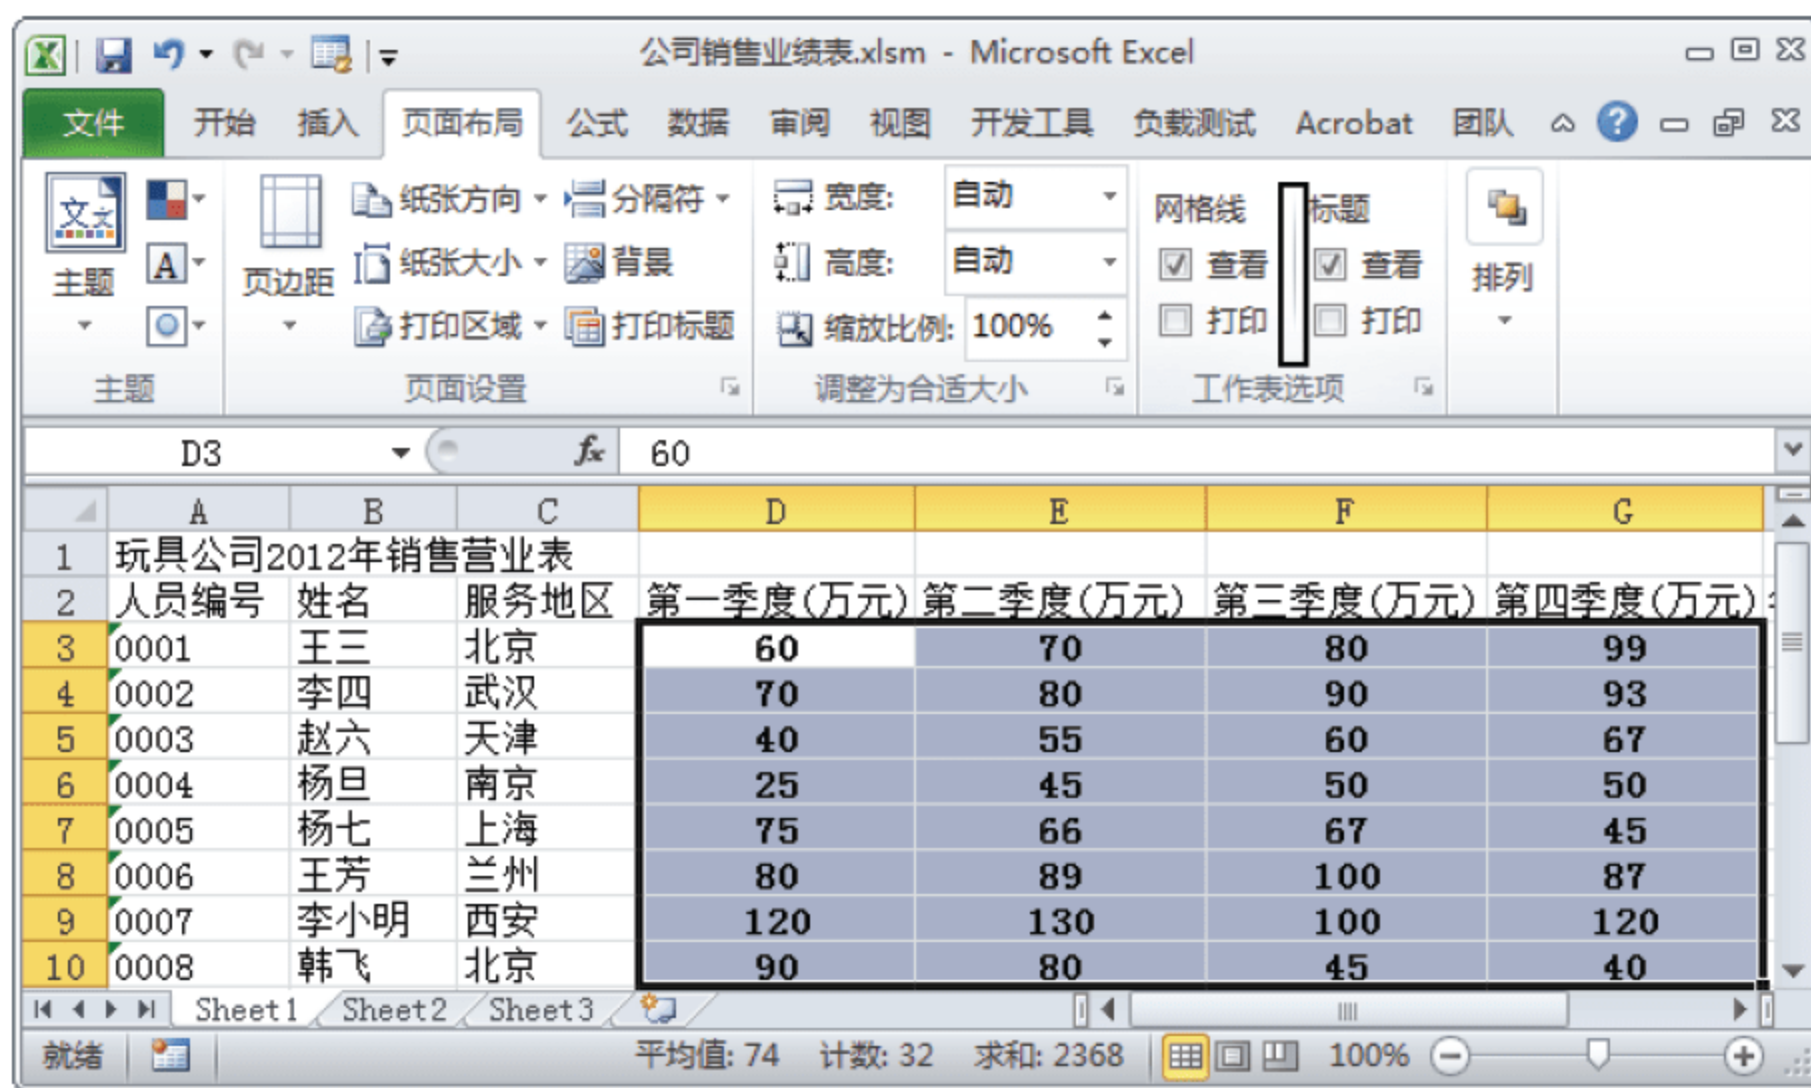 公司销售业绩表.xlsm - Microsoft Excel
文件 开始 插入 页面布局 公式 数据 审阅 视图 开发工具 负载测试 Acrobat 团队
纸张方向 分隔符 宽度: 自动 网格线 标题
文文 A 纸张大小 背景 高度: 自动 查看 查看
主题 页边距 排列
打印区域 打印标题 缩放比例: 100% 打印 打印
主题 页面设置 调整为合适大小 工作表选项
D3 fx 60
A B C D E F G
1 玩具公司2012年销售营业表
2 人员编号 姓名 服务地区 第一季度(万元) 第二季度(万元) 第三季度(万元) 第四季度(万元)
3 0001 王三 北京 60 70 80 99
4 0002 李四 武汉 70 80 90 93
5 0003 赵六 天津 40 55 60 67
6 0004 杨旦 南京 25 45 50 50
7 0005 杨七 上海 75 66 67 45
8 0006 王芳 兰州 80 89 100 87
9 0007 李小明 西安 120 130 100 120
10 0008 韩飞 北京 90 80 45 40
Sheet1 Sheet2 Sheet3
就绪 平均值: 74 计数: 32 求和: 2368 100%